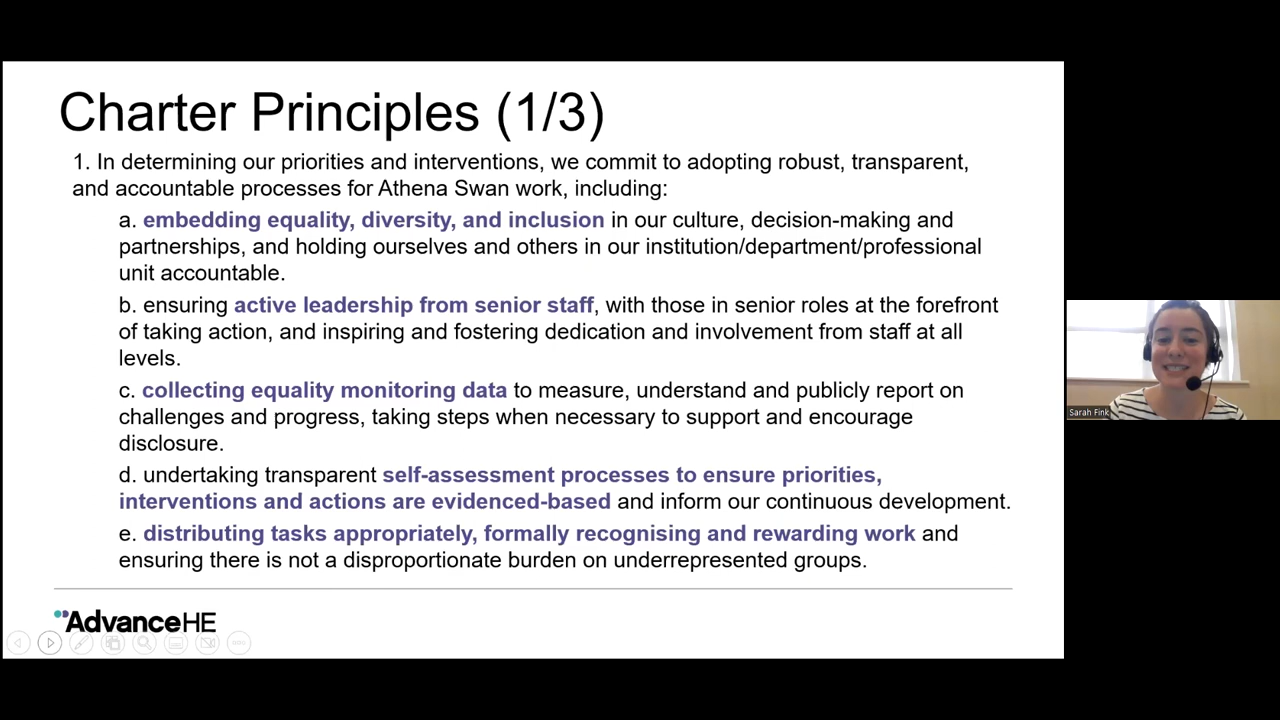 Charter Principles (1/3)
1. In determining our priorities and interventions, we commit to adopting robust, transparent,
and accountable processes for Athena Swan work, including:
a. embedding equality, diversity, and inclusion in our culture, decision-making and
partnerships, and holding ourselves and others in our institution/department/professional
unit accountable.
b. ensuring active leadership from senior staff, with those in senior roles at the forefront
of taking action, and inspiring and fostering dedication and involvement from staff at all
levels.
c. collecting equality monitoring data to measure, understand and publicly report on
challenges and progress, taking steps when necessary to support and encourage
disclosure.
d. undertaking transparent self-assessment processes to ensure priorities,
interventions and actions are evidenced-based and inform our continuous development.
e. distributing tasks appropriately, formally recognising and rewarding work and
ensuring there is not a disproportionate burden on underrepresented groups.
AdvanceHE
Sarah Fink